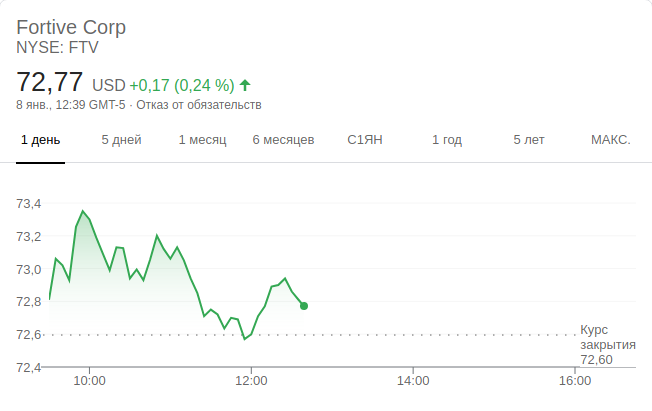 Fortive Corp
NYSE: FTV
72,77 USD +0,17 (0,24 %)
8 янв., 12:39 GMT-5 · Отказ от обязательств
1 день 5 дней 1 месяц 6 месяцев С1ЯН 1 год 5 лет МАКС.
73,4
73,2
73,0
72,8
72,6
72,4
Курс
закрытия
72,60
10:00 12:00 14:00 16:00